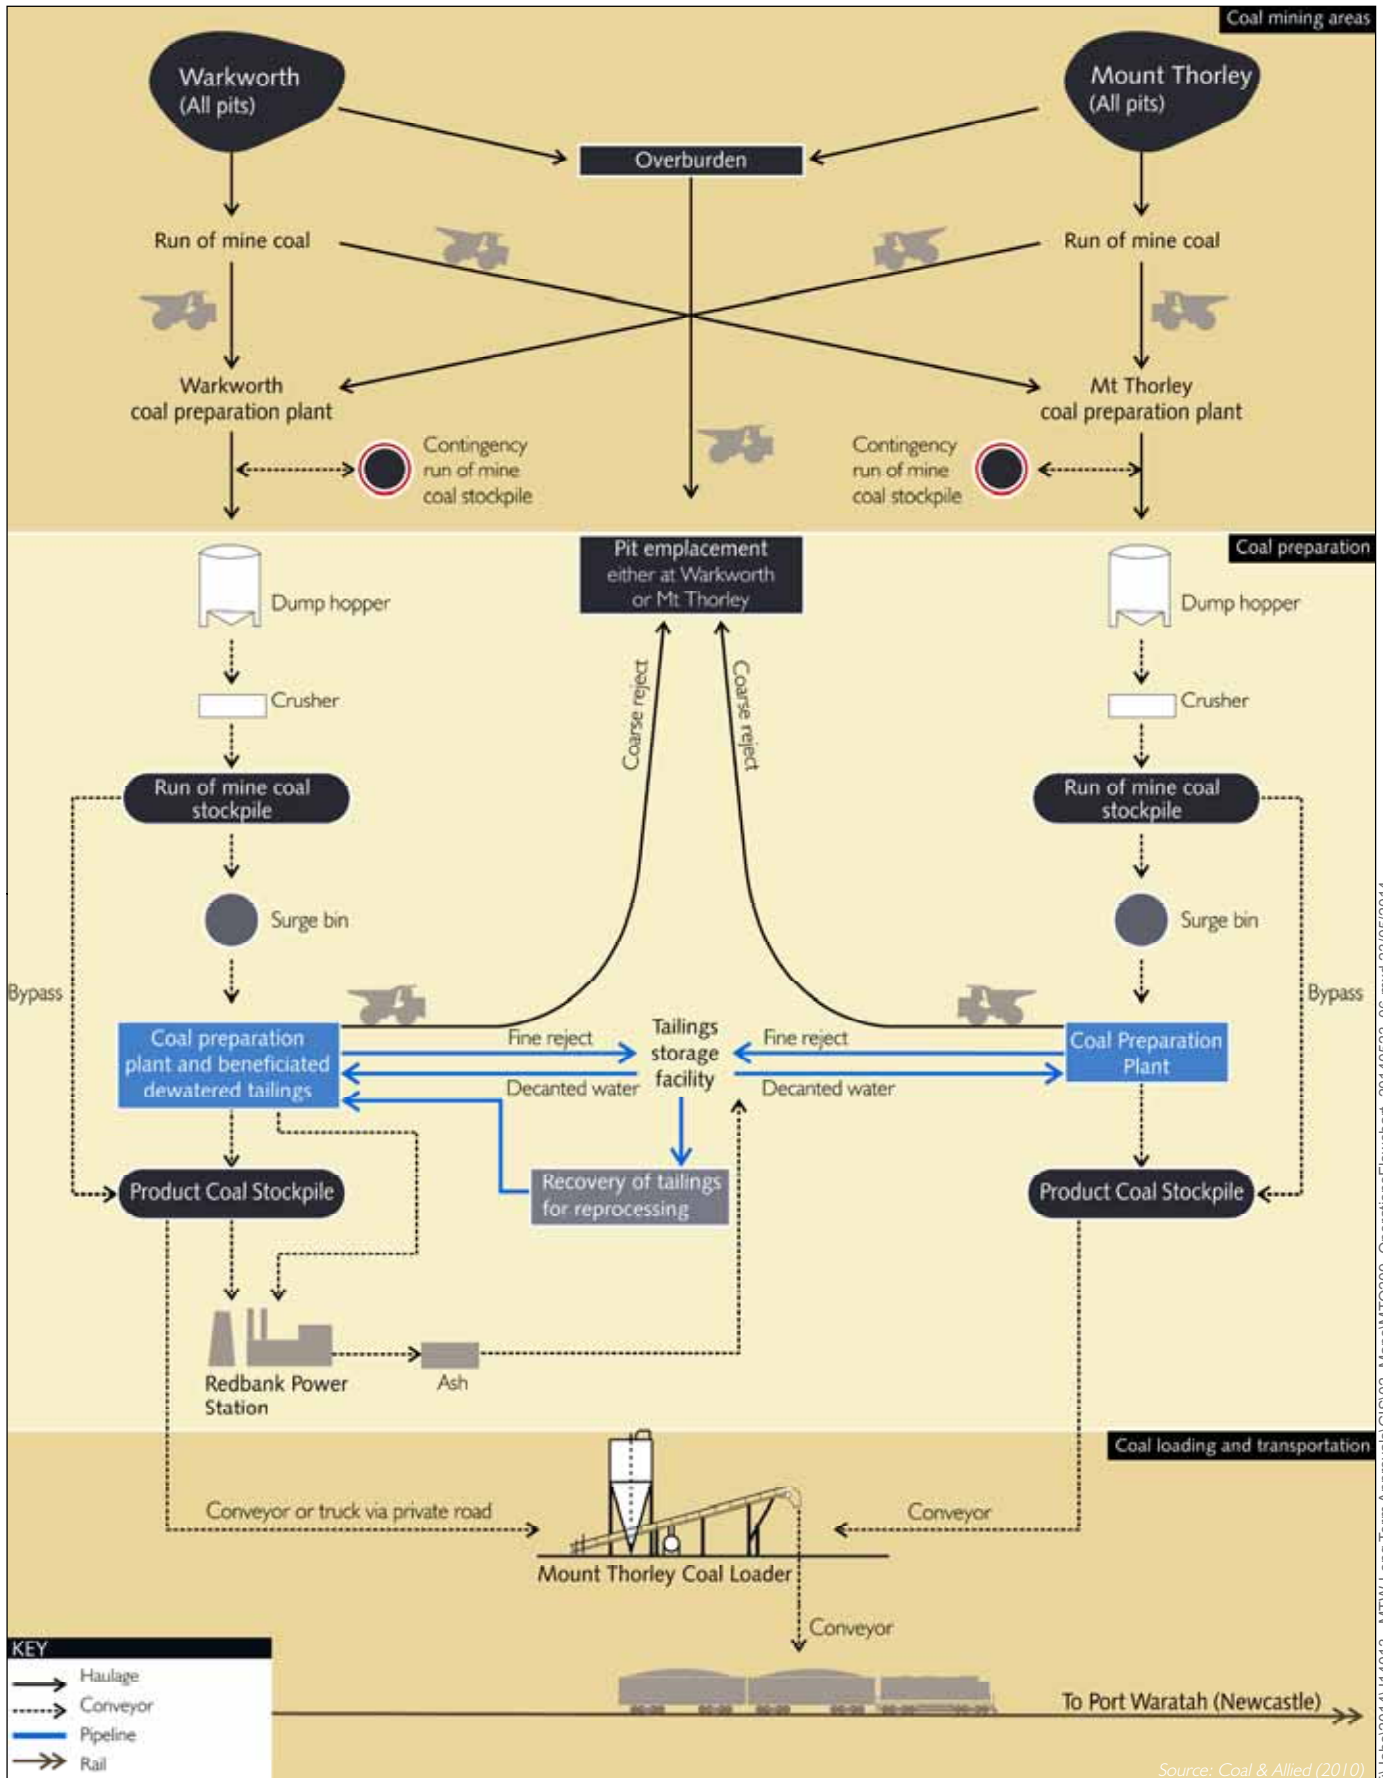 Coal mining areas
Warkworth
(All pits)
Mount Thorley
(All pits)
Overburden
Run of mine coal
Run of mine coal
Warkworth
coal preparation plant
Mt Thorley
coal preparation plant
Contingency
run of mine
coal stockpile
Contingency
run of mine
coal stockpile
Coal preparation
Pit emplacement
either at Warkworth
or Mt Thorley
Dump hopper
Dump hopper
Coarse reject
Coarse reject
Crusher
Crusher
Run of mine coal
stockpile
Run of mine coal
stockpile
Surge bin
Surge bin
Bypass
Bypass
Coal preparation
plant and beneficiated
dewatered tailings
Fine reject
Decanted water
Tailings
storage
facility
Fine reject
Decanted water
Coal Preparation
Plant
Product Coal Stockpile
Recovery of tailings
for reprocessing
Product Coal Stockpile
Redbank Power
Station
Ash
Coal loading and transportation
Conveyor or truck via private road
Conveyor
Mount Thorley Coal Loader
Conveyor
KEY
Haulage
Conveyor
Pipeline
Rail
To Port Waratah (Newcastle)
Source: Coal & Allied (2010)